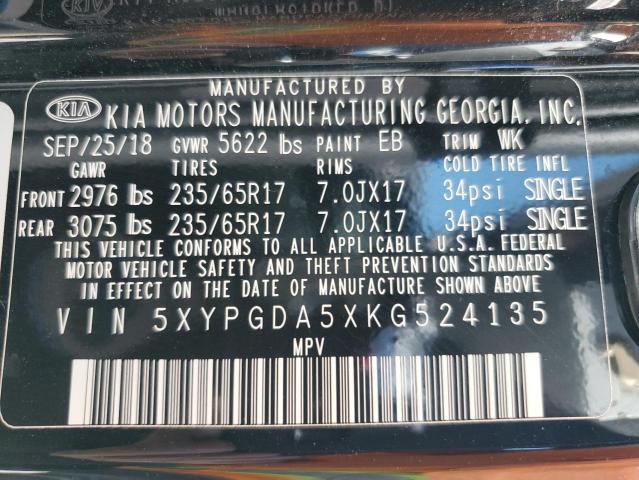 MANUFACTURED BY
KIA KIA MOTORS MANUFACTURING GEORGIA, INC.
SEP/25/18 GVWR 5622 lbs PAINT EB TRIM WK
GAWR TIRES RIMS COLD TIRE INFL
FRONT 2976 lbs 235/65R17 7.0JX17 34psi SINGLE
REAR 3075 lbs 235/65R17 7.0JX17 34psi SINGLE
THIS VEHICLE CONFORMS TO ALL APPLICABLE U.S.A. FEDERAL
MOTOR VEHICLE SAFETY AND THEFT PREVENTION STANDARDS
IN EFFECT ON THE DATE OF MANUFACTURE SHOWN ABOVE
VIN 5XYPGDA5XKG524135
MPV